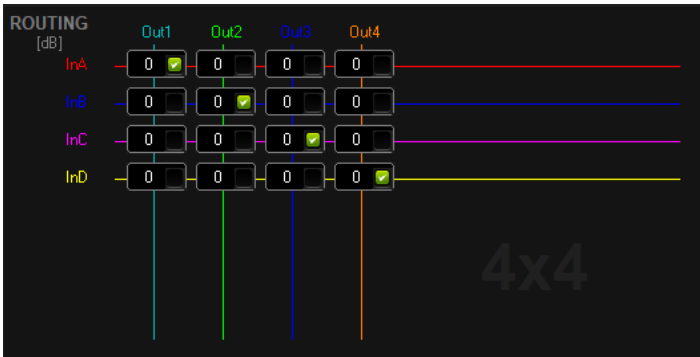 ROUTING
[dB]
Out1 Out2 Out3 Out4
InA 0 0 0 0
InB 0 0 0 0
InC 0 0 0 0
InD 0 0 0 0
4x4